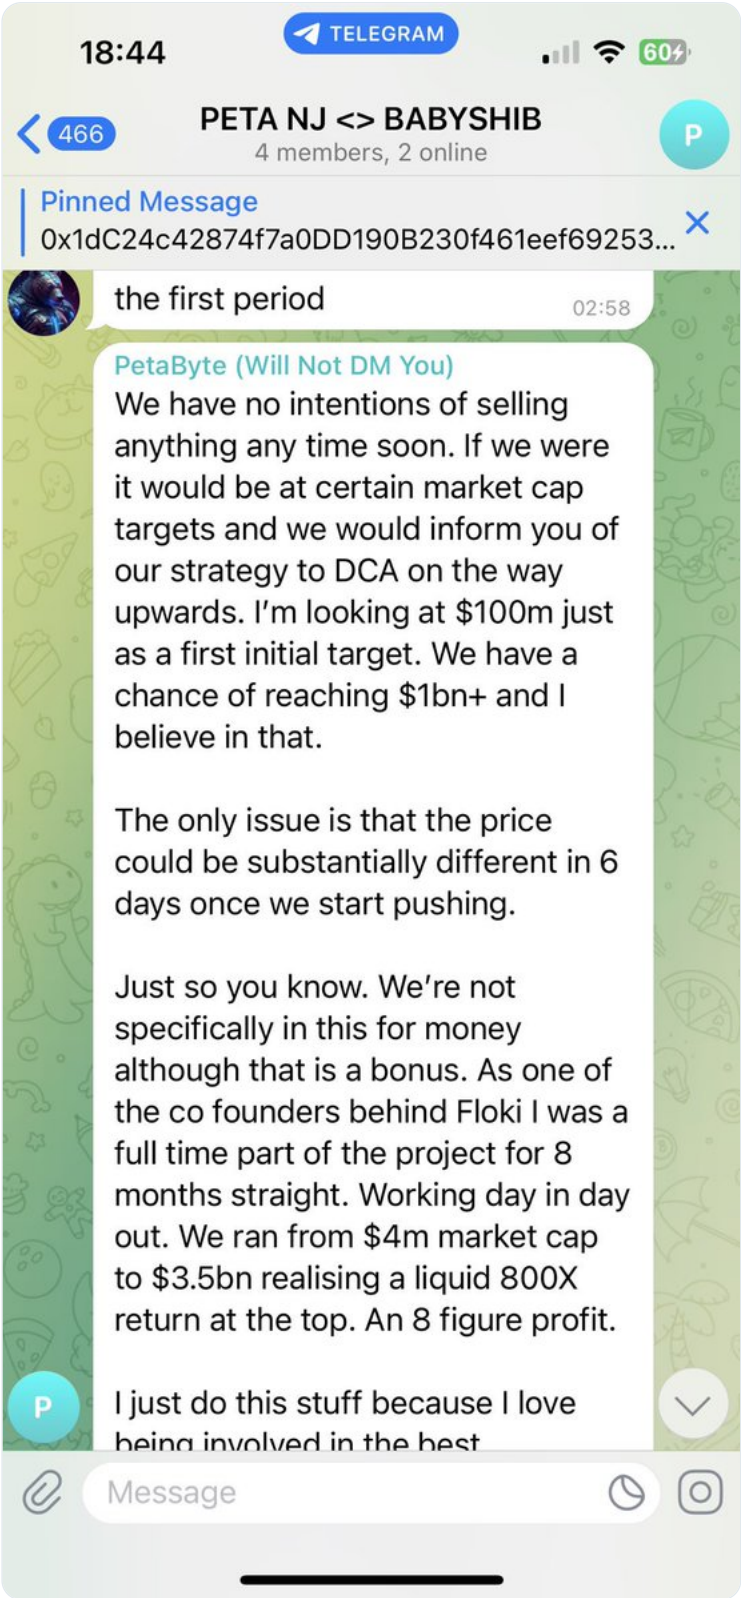 18:44
TELEGRAM
60
466
PETA NJ <> BABYSHIB
4 members, 2 online
P
Pinned Message
0x1dC24c42874f7a0DD190B230f461eef69253...
the first period
02:58
PetaByte (Will Not DM You)
We have no intentions of selling
anything any time soon. If we were
it would be at certain market cap
targets and we would inform you of
our strategy to DCA on the way
upwards. I’m looking at $100m just
as a first initial target. We have a
chance of reaching $1bn+ and I
believe in that.
The only issue is that the price
could be substantially different in 6
days once we start pushing.
Just so you know. We’re not
specifically in this for money
although that is a bonus. As one of
the co founders behind Floki I was a
full time part of the project for 8
months straight. Working day in day
out. We ran from $4m market cap
to $3.5bn realising a liquid 800X
return at the top. An 8 figure profit.
I just do this stuff because I love
being involved in the best
P
Message